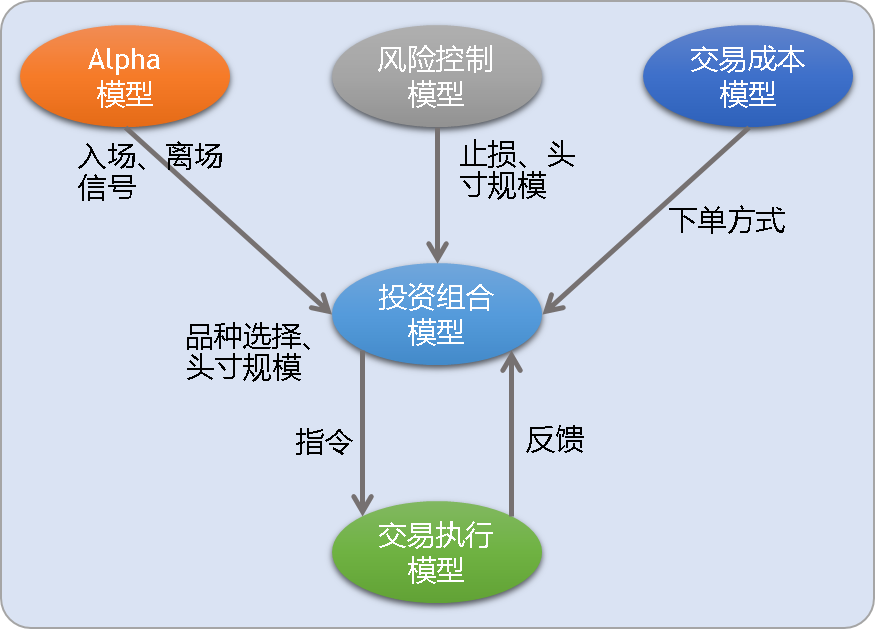 Alpha
模型
风险控制
模型
交易成本
模型
入场、离场
信号
止损、头
寸规模
下单方式
投资组合
模型
品种选择、
头寸规模
指令
反馈
交易执行
模型